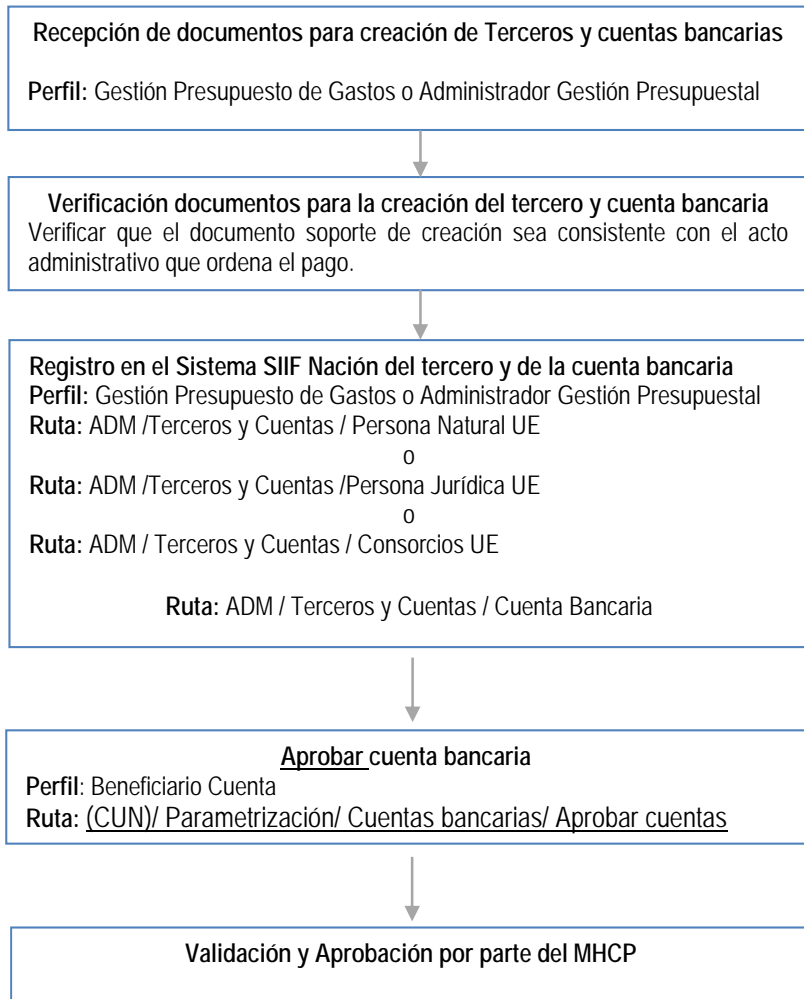 Recepción de documentos para creación de Terceros y cuentas bancarias
Perfil: Gestión Presupuesto de Gastos o Administrador Gestión Presupuestal
Verificación documentos para la creación del tercero y cuenta bancaria
Verificar que el documento soporte de creación sea consistente con el acto
administrativo que ordena el pago.
Registro en el Sistema SIIF Nación del tercero y de la cuenta bancaria
Perfil: Gestión Presupuesto de Gastos o Administrador Gestión Presupuestal
Ruta: ADM /Terceros y Cuentas / Persona Natural UE
o
Ruta: ADM /Terceros y Cuentas /Persona Jurídica UE
o
Ruta: ADM / Terceros y Cuentas / Consorcios UE
Ruta: ADM / Terceros y Cuentas / Cuenta Bancaria
Aprobar cuenta bancaria
Perfil: Beneficiario Cuenta
Ruta: (CUN)/ Parametrización/ Cuentas bancarias/ Aprobar cuentas
Validación y Aprobación por parte del MHCP